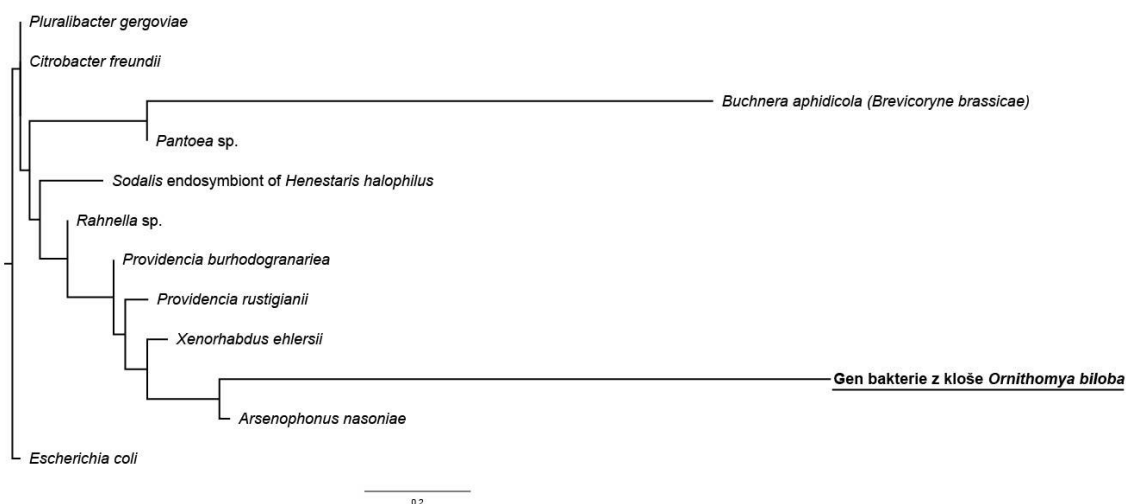 Pluralibacter gergoviae
Citrobacter freundii
Buchnera aphidicola (Brevicoryne brassicae)
Pantoea sp.
Sodalis endosymbiont of Henestaris halophilus
Rahnella sp.
Providencia burhodogranariea
Providencia rustigianii
Xenorhabdus ehlersii
Gen bakterie z kloše Ornithomya biloba
Arsenophonus nasoniae
Escherichia coli
0.2